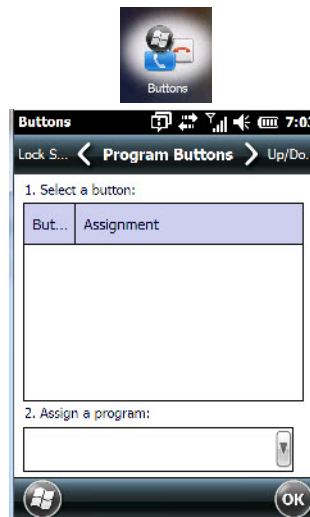 Buttons
Buttons 7:03
Lock S... Program Buttons Up/Do.
1. Select a button:
But... Assignment
2. Assign a program:
OK